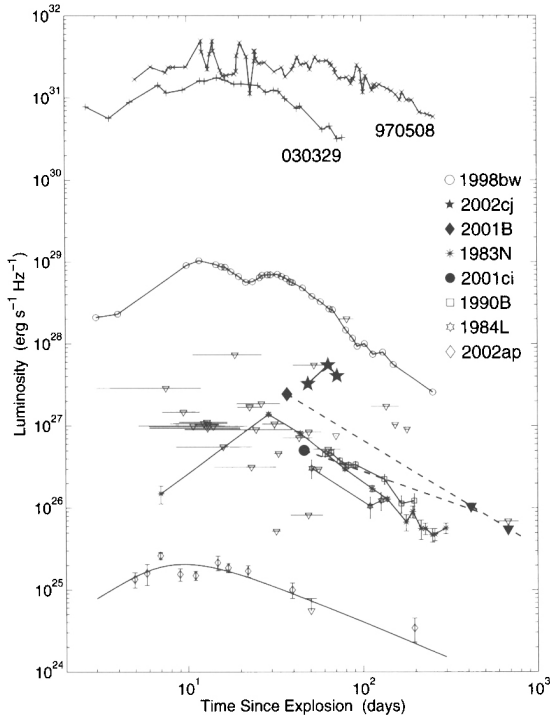 10^32
10^31
10^30
10^29
10^28
10^27
10^26
10^25
10^24
Luminosity (erg s^-1 Hz^-1)
970508
030329
1998bw
2002cj
2001B
1983N
2001ci
1990B
1984L
2002ap
10^1
10^2
10^3
Time Since Explosion (days)